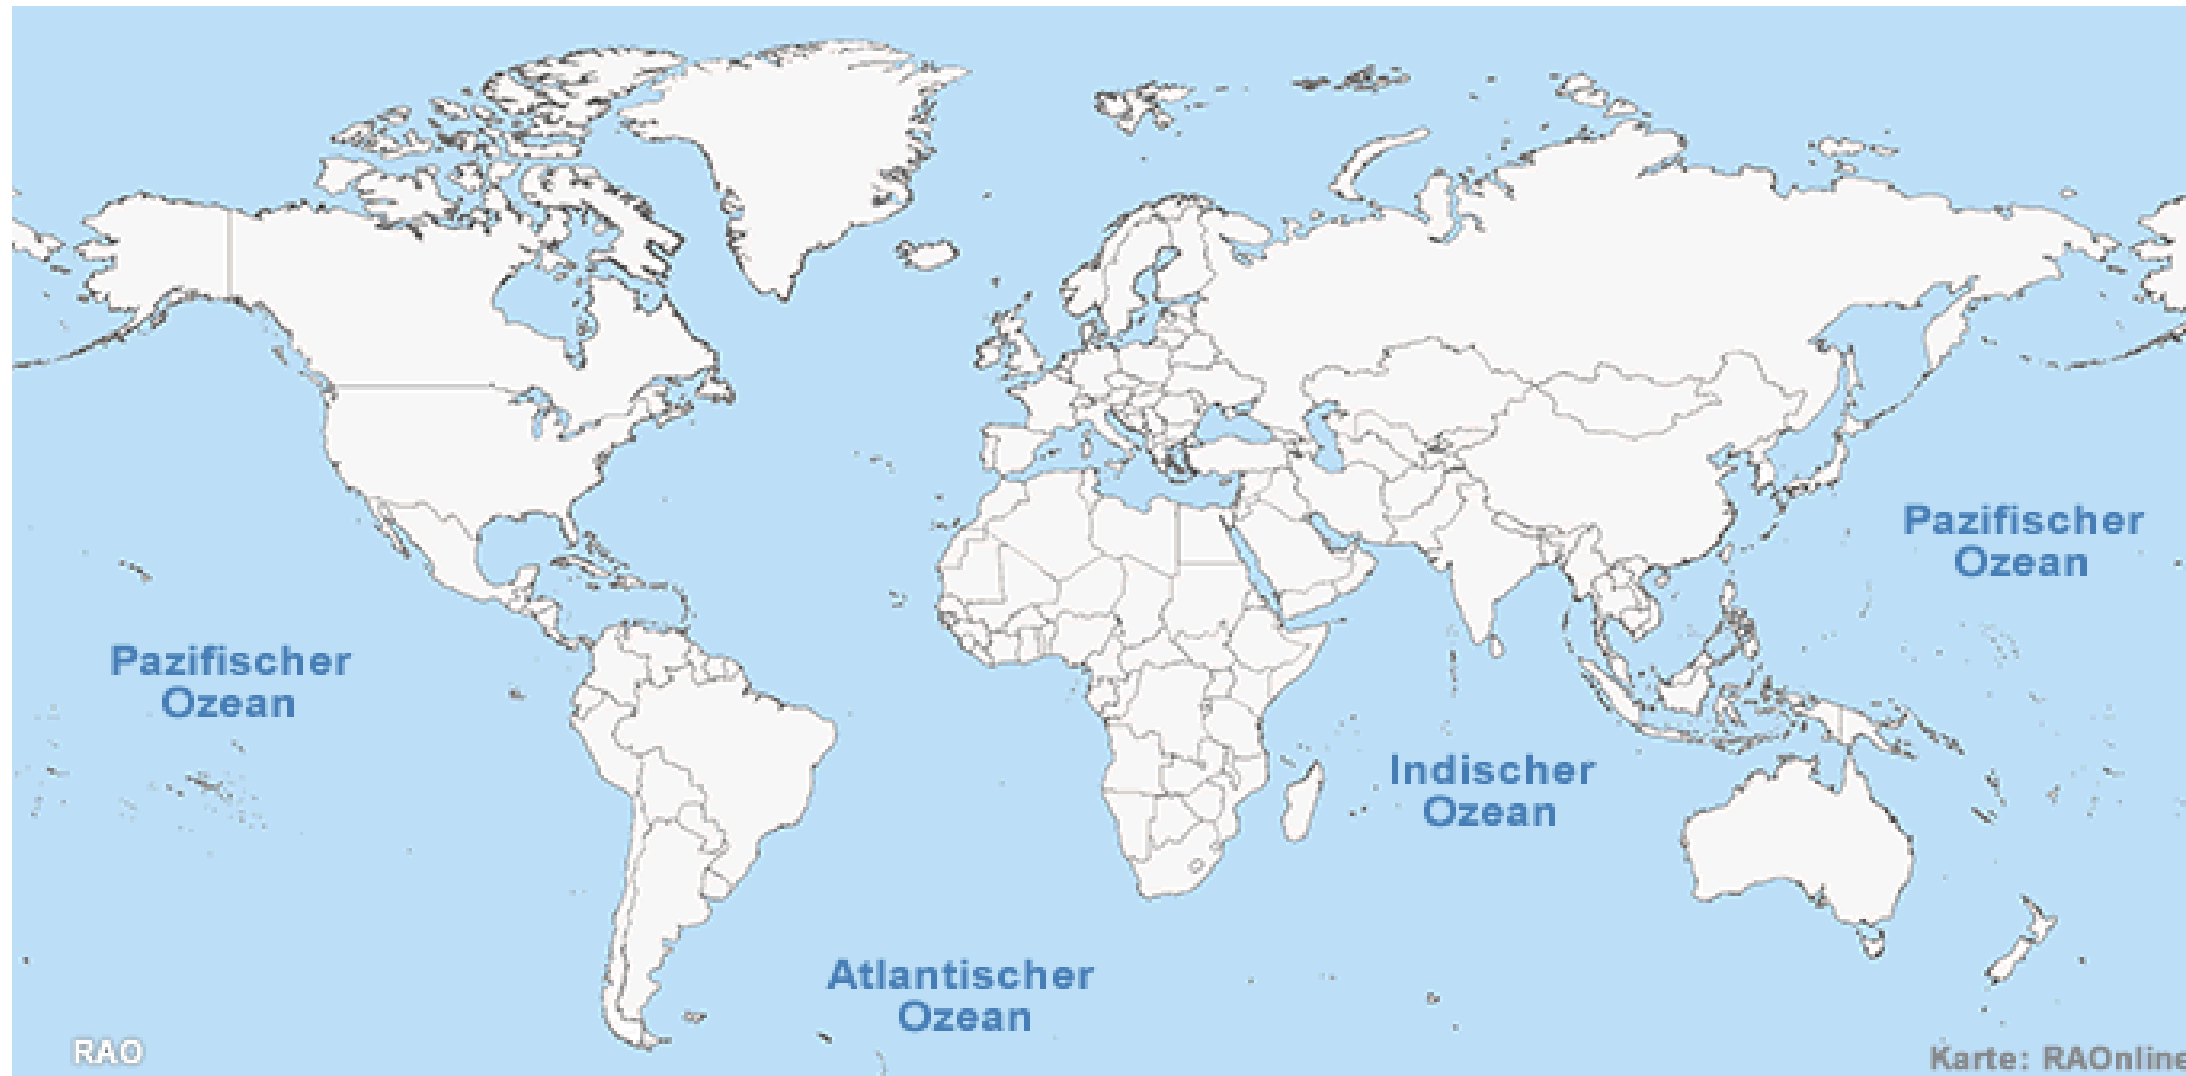 Pazifischer
Ozean
Pazifischer
Ozean
Indischer
Ozean
Atlantischer
Ozean
RAO
Karte: RAOnline